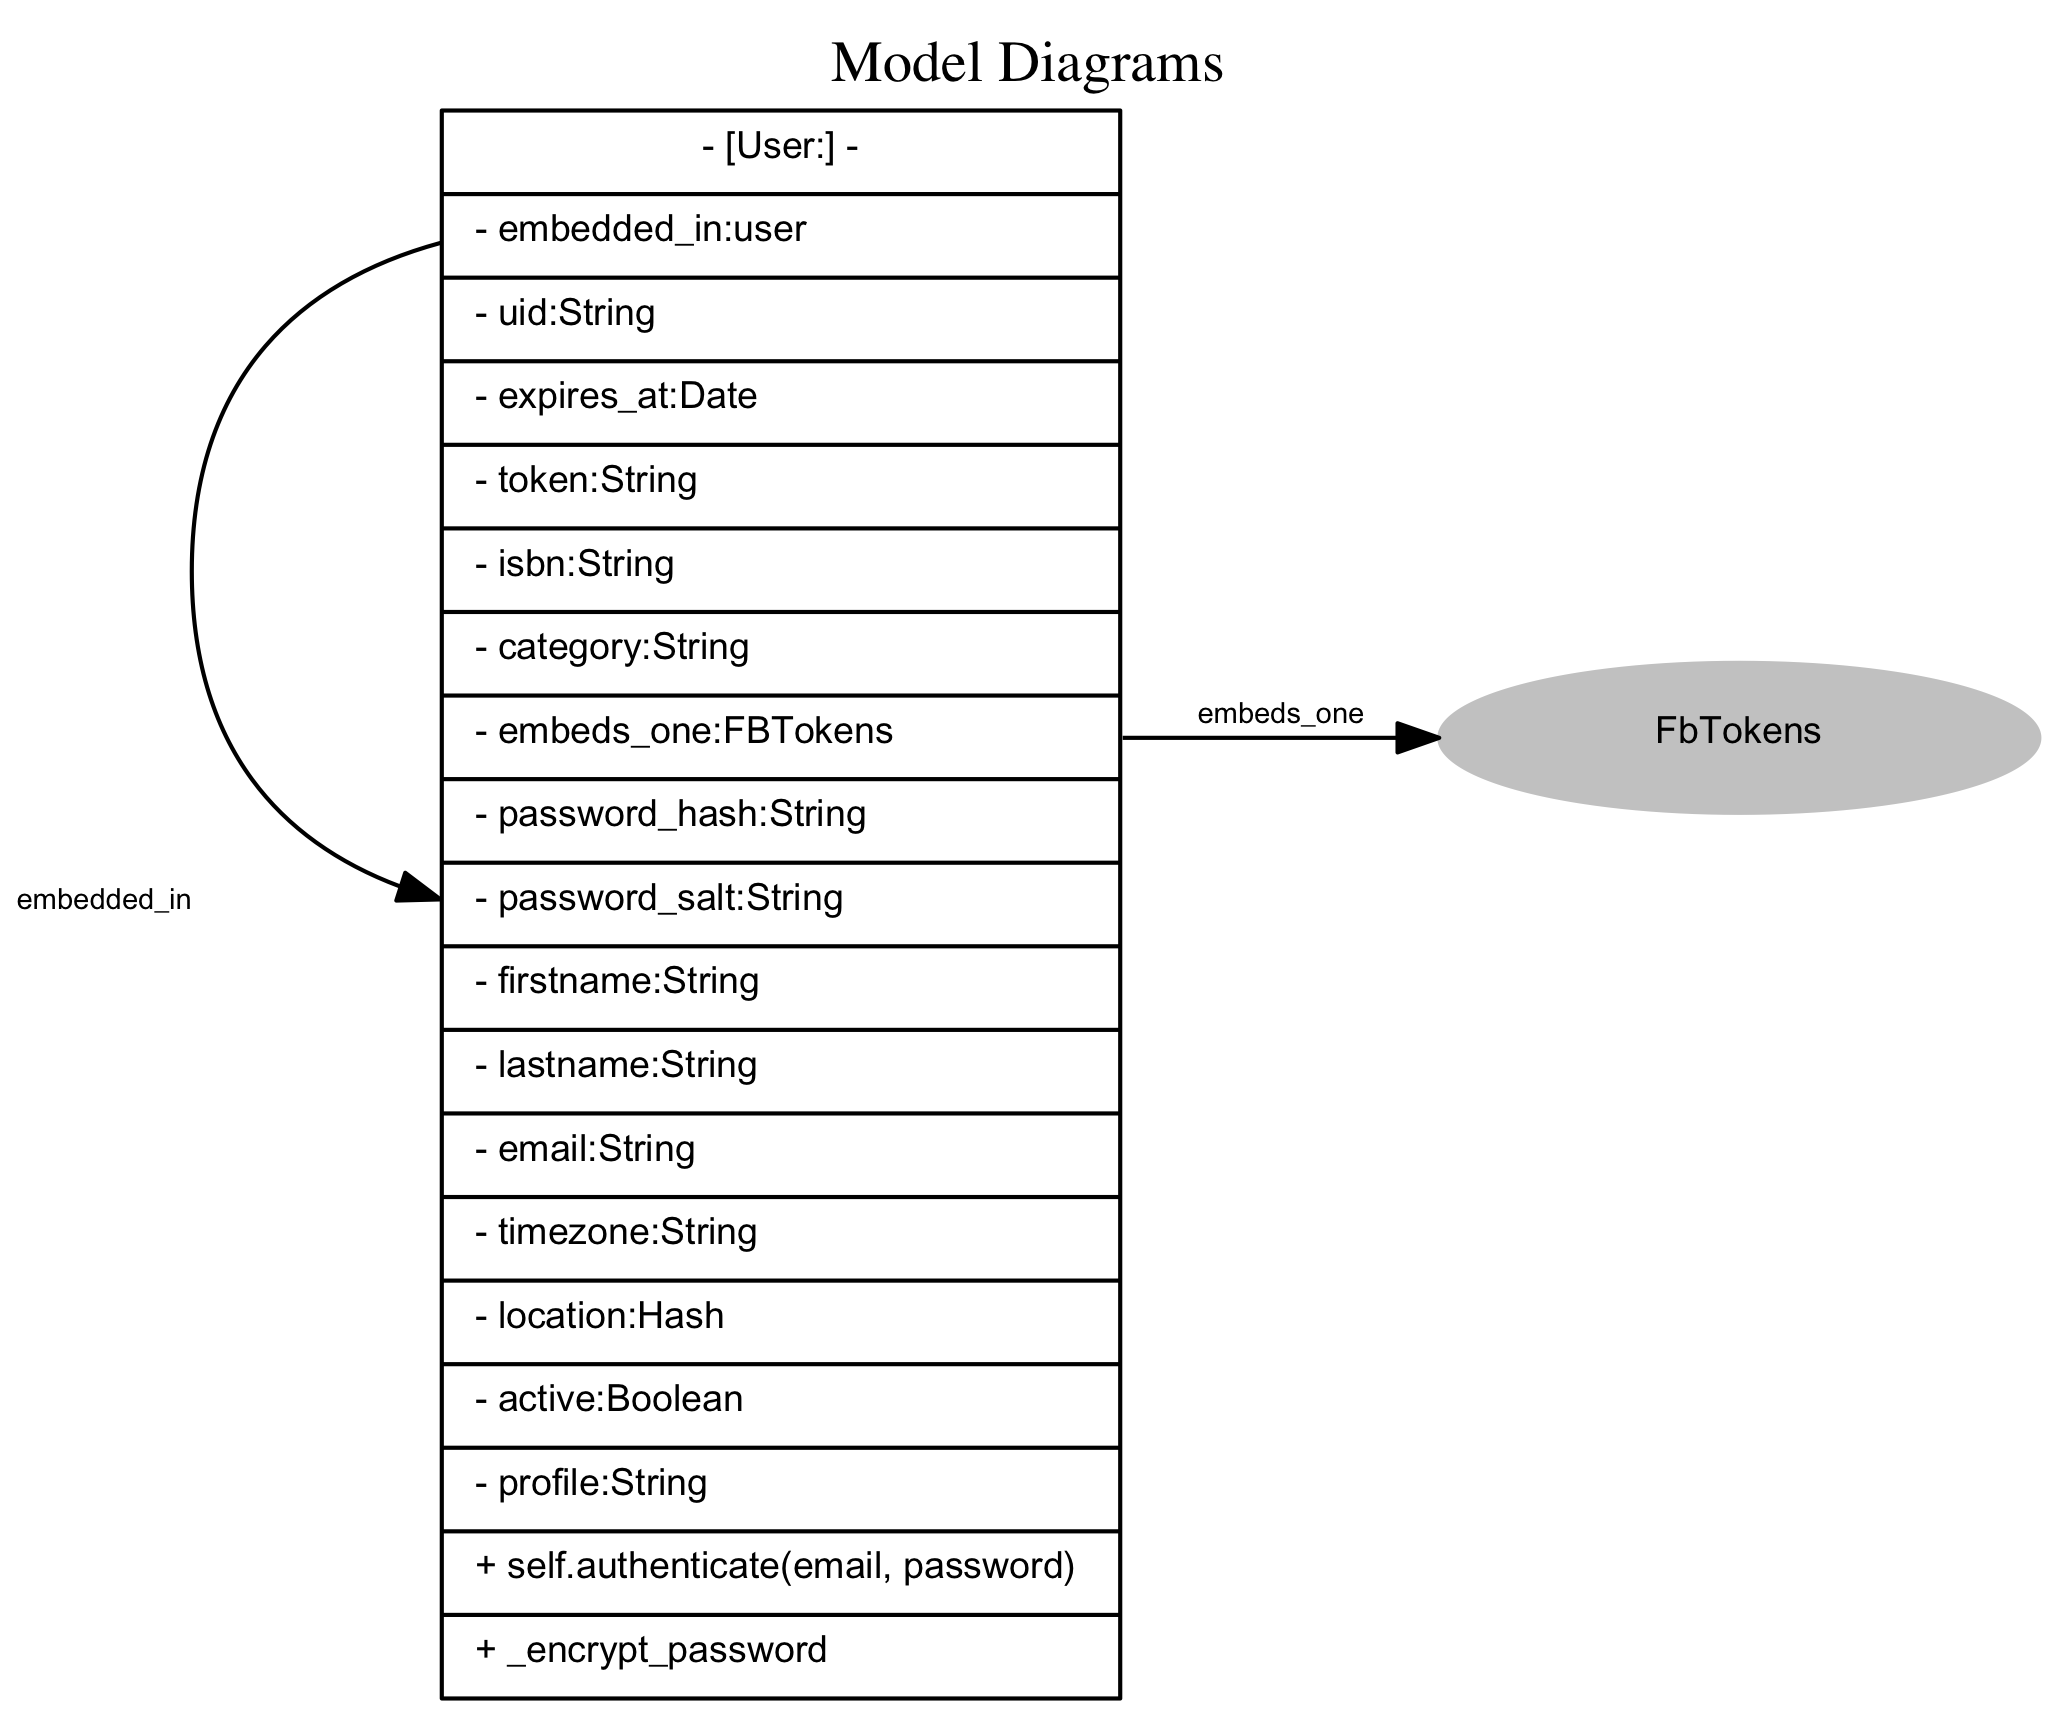 Model Diagrams
- [User:] -
- embedded_in:user
- uid:String
- expires_at:Date
- token:String
- isbn:String
- category:String
- embeds_one:FBTokens
- password_hash:String
- password_salt:String
- firstname:String
- lastname:String
- email:String
- timezone:String
- location:Hash
- active:Boolean
- profile:String
+ self.authenticate(email, password)
+ _encrypt_password
embedded_in
embeds_one
FbTokens